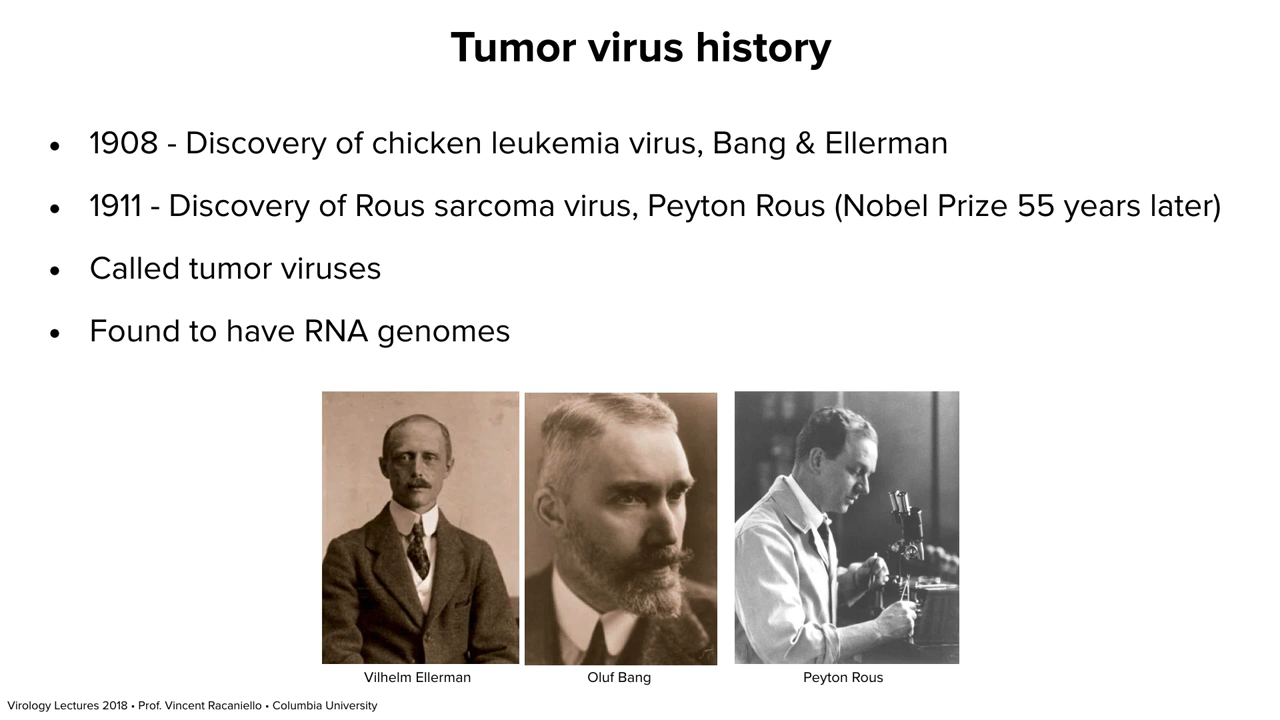 Tumor virus history
• 1908 - Discovery of chicken leukemia virus, Bang & Ellerman
• 1911 - Discovery of Rous sarcoma virus, Peyton Rous (Nobel Prize 55 years later)
• Called tumor viruses
• Found to have RNA genomes
Vilhelm Ellerman
Oluf Bang
Peyton Rous
Virology Lectures 2018 • Prof. Vincent Racaniello • Columbia University